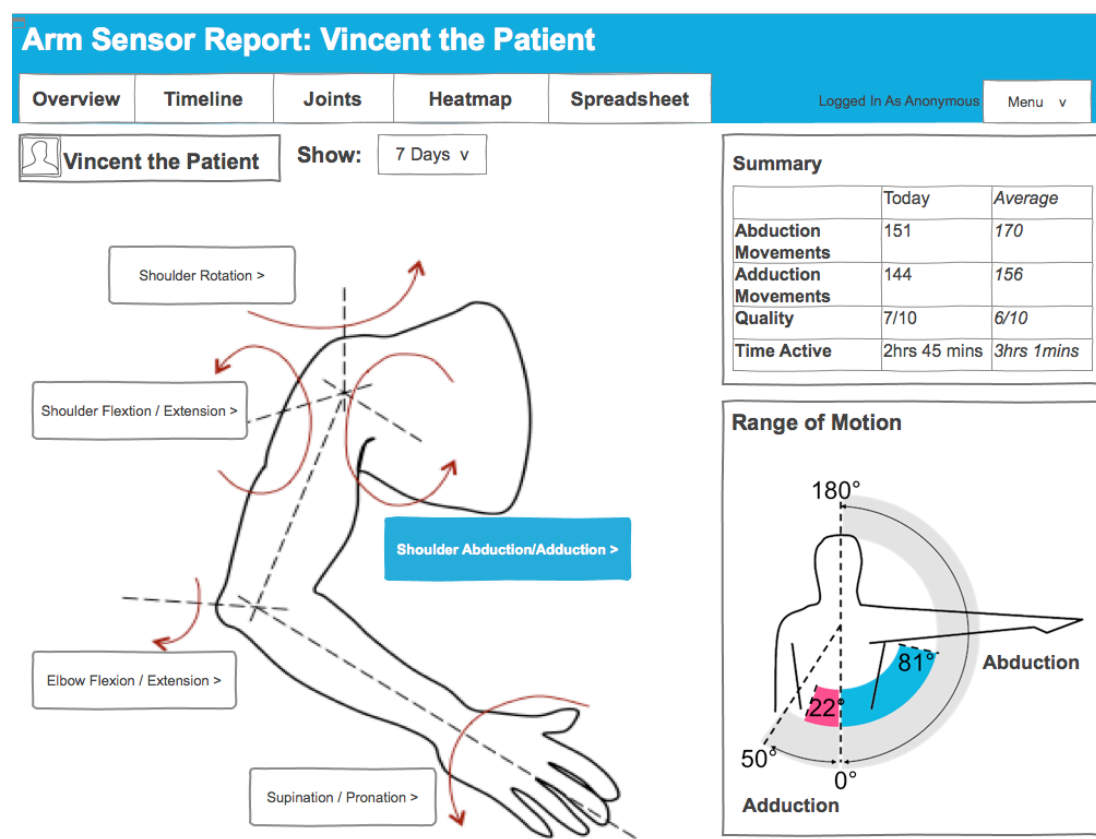 Arm Sensor Report: Vincent the Patient
Overview Timeline Joints Heatmap Spreadsheet
Logged In As Anonymous Menu v
Vincent the Patient Show: 7 Days v
Shoulder Rotation >
Shoulder Flextion / Extension >
Shoulder Abduction/Adduction >
Elbow Flexion / Extension >
Supination / Pronation >
Summary
Today Average
Abduction
Movements 151 170
Adduction
Movements 144 156
Quality 7/10 6/10
Time Active 2hrs 45 mins 3hrs 1mins
Range of Motion
180°
81°
Abduction
22°
50°
0°
Adduction